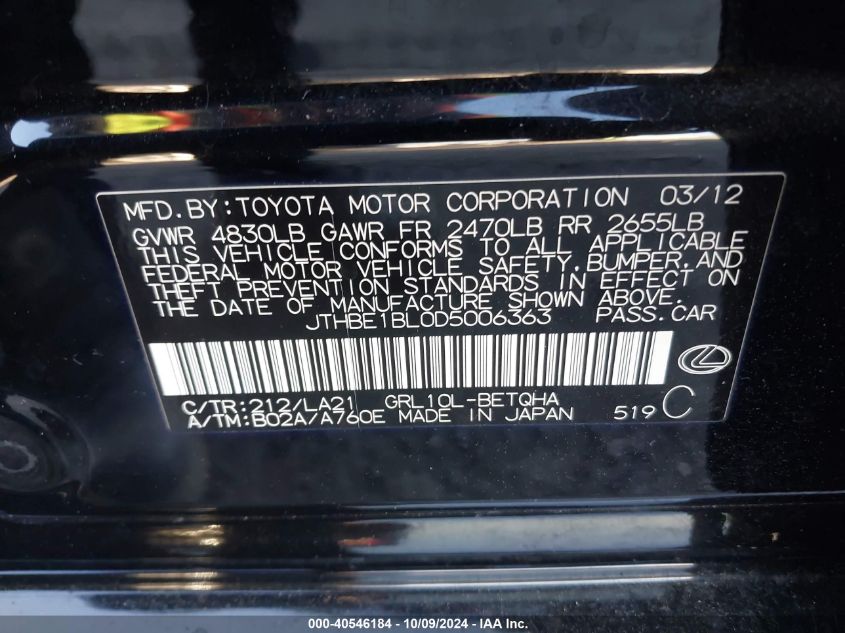 MFD.BY:TOYOTA MOTOR CORPORATION 03/12
GVWR 4830LB GAWR FR 2470LB RR 2655LB
THIS VEHICLE CONFORMS TO ALL APPLICABLE
FEDERAL MOTOR VEHICLE SAFETY,BUMPER,AND
THEFT PREVENTION STANDARDS IN EFFECT ON
THE DATE OF MANUFACTURE SHOWN ABOVE.
JTHBE1BL0D5006363 PASS.CAR
C/TR:212/LA21 GRL10L-BETQHA
A/TM:B02A/A760E MADE IN JAPAN 519 C
000-40546184 - 10/09/2024 - IAA Inc.